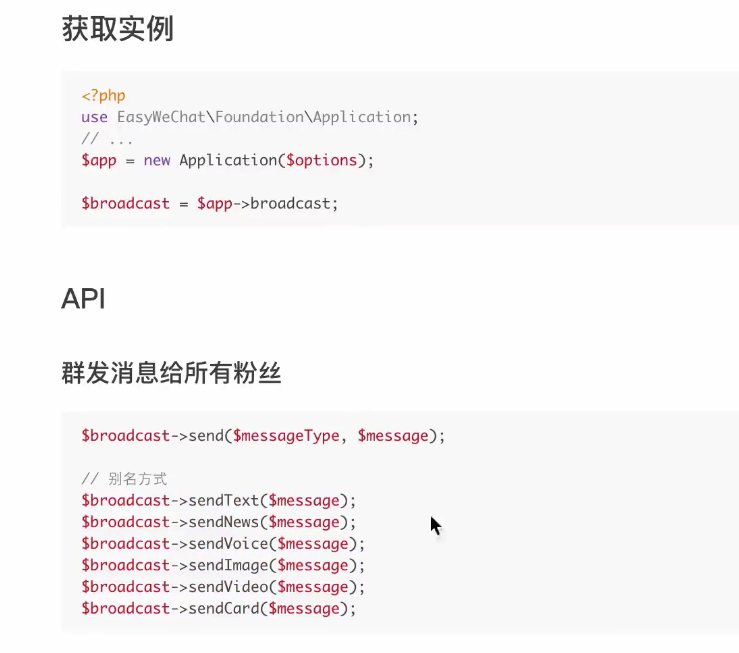 获取实例
<?php
use EasyWeChat\Foundation\Application;
// ...
$app = new Application($options);
$broadcast = $app->broadcast;
API
群发消息给所有粉丝
$broadcast->send($messageType, $message);
// 别名方式
$broadcast->sendText($message);
$broadcast->sendNews($message);
$broadcast->sendVoice($message);
$broadcast->sendImage($message);
$broadcast->sendVideo($message);
$broadcast->sendCard($message);